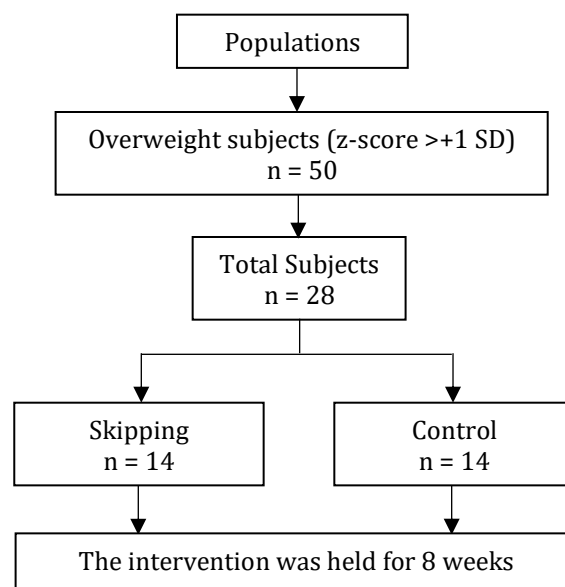 Populations
Overweight subjects (z-score >+1 SD)
n = 50
Total Subjects
n = 28
Skipping
n = 14
Control
n = 14
The intervention was held for 8 weeks